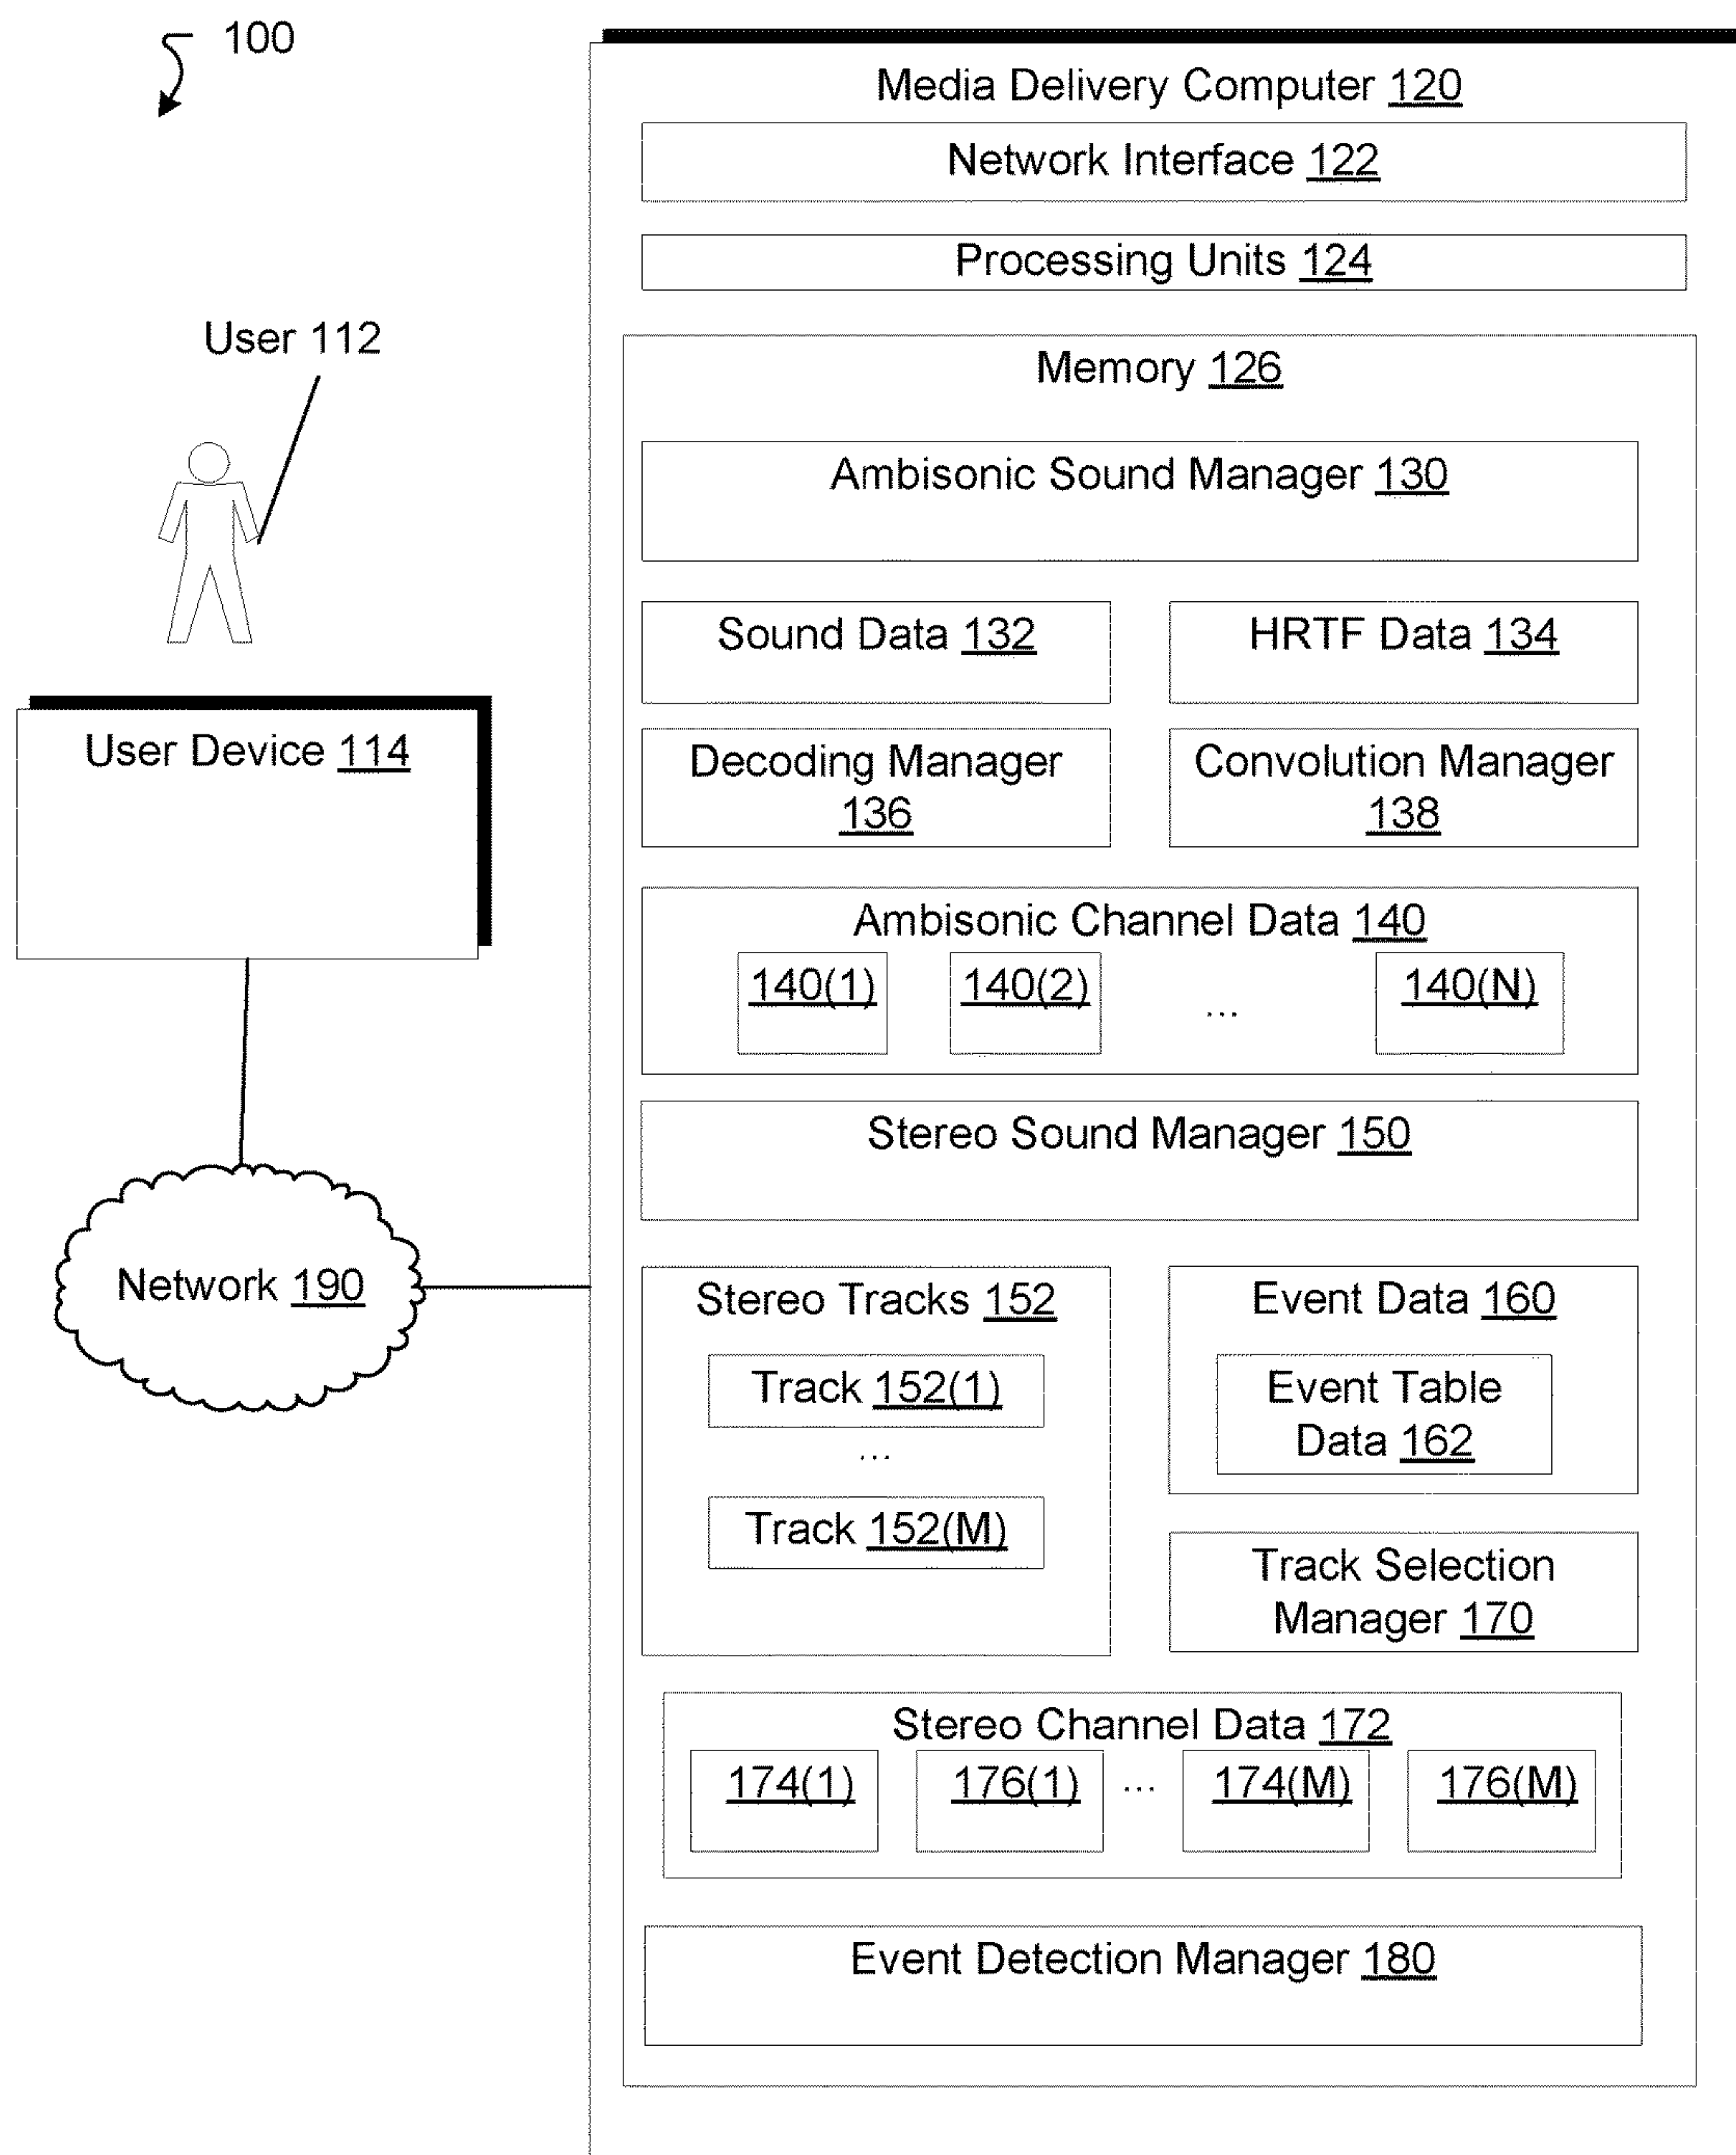 100
Media Delivery Computer 120
Network Interface 122
Processing Units 124
User 112
Memory 126
Ambisonic Sound Manager 130
Sound Data 132
HRTF Data 134
User Device 114
Decoding Manager
136
Convolution Manager
138
Ambisonic Channel Data 140
140(1)
140(2)
...
140(N)
Stereo Sound Manager 150
Network 190
Stereo Tracks 152
Track 152(1)
...
Track 152(M)
Event Data 160
Event Table
Data 162
Track Selection
Manager 170
Stereo Channel Data 172
174(1)
176(1)
...
174(M)
176(M)
Event Detection Manager 180